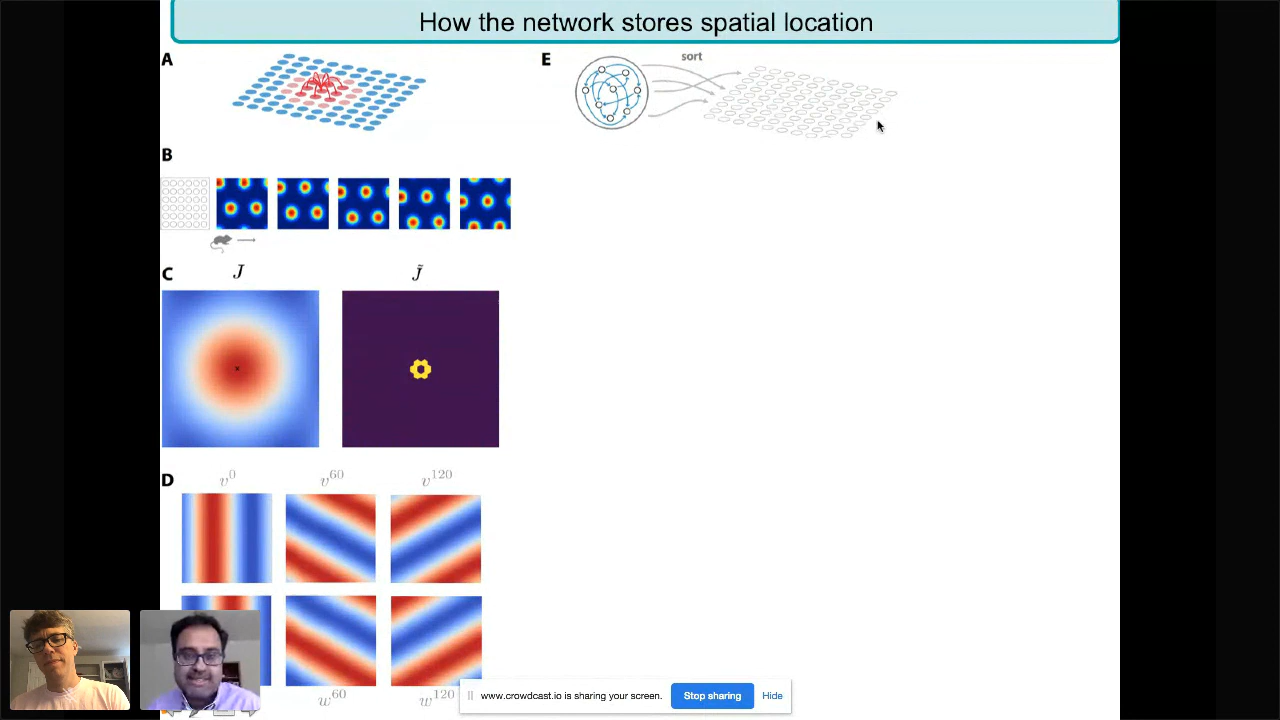 How the network stores spatial location
A
E
sort
B
C
J
J̃
D
v⁰
v⁶⁰
v¹²⁰
w⁶⁰
w¹²⁰
www.crowdcast.io is sharing your screen.
Stop sharing
Hide